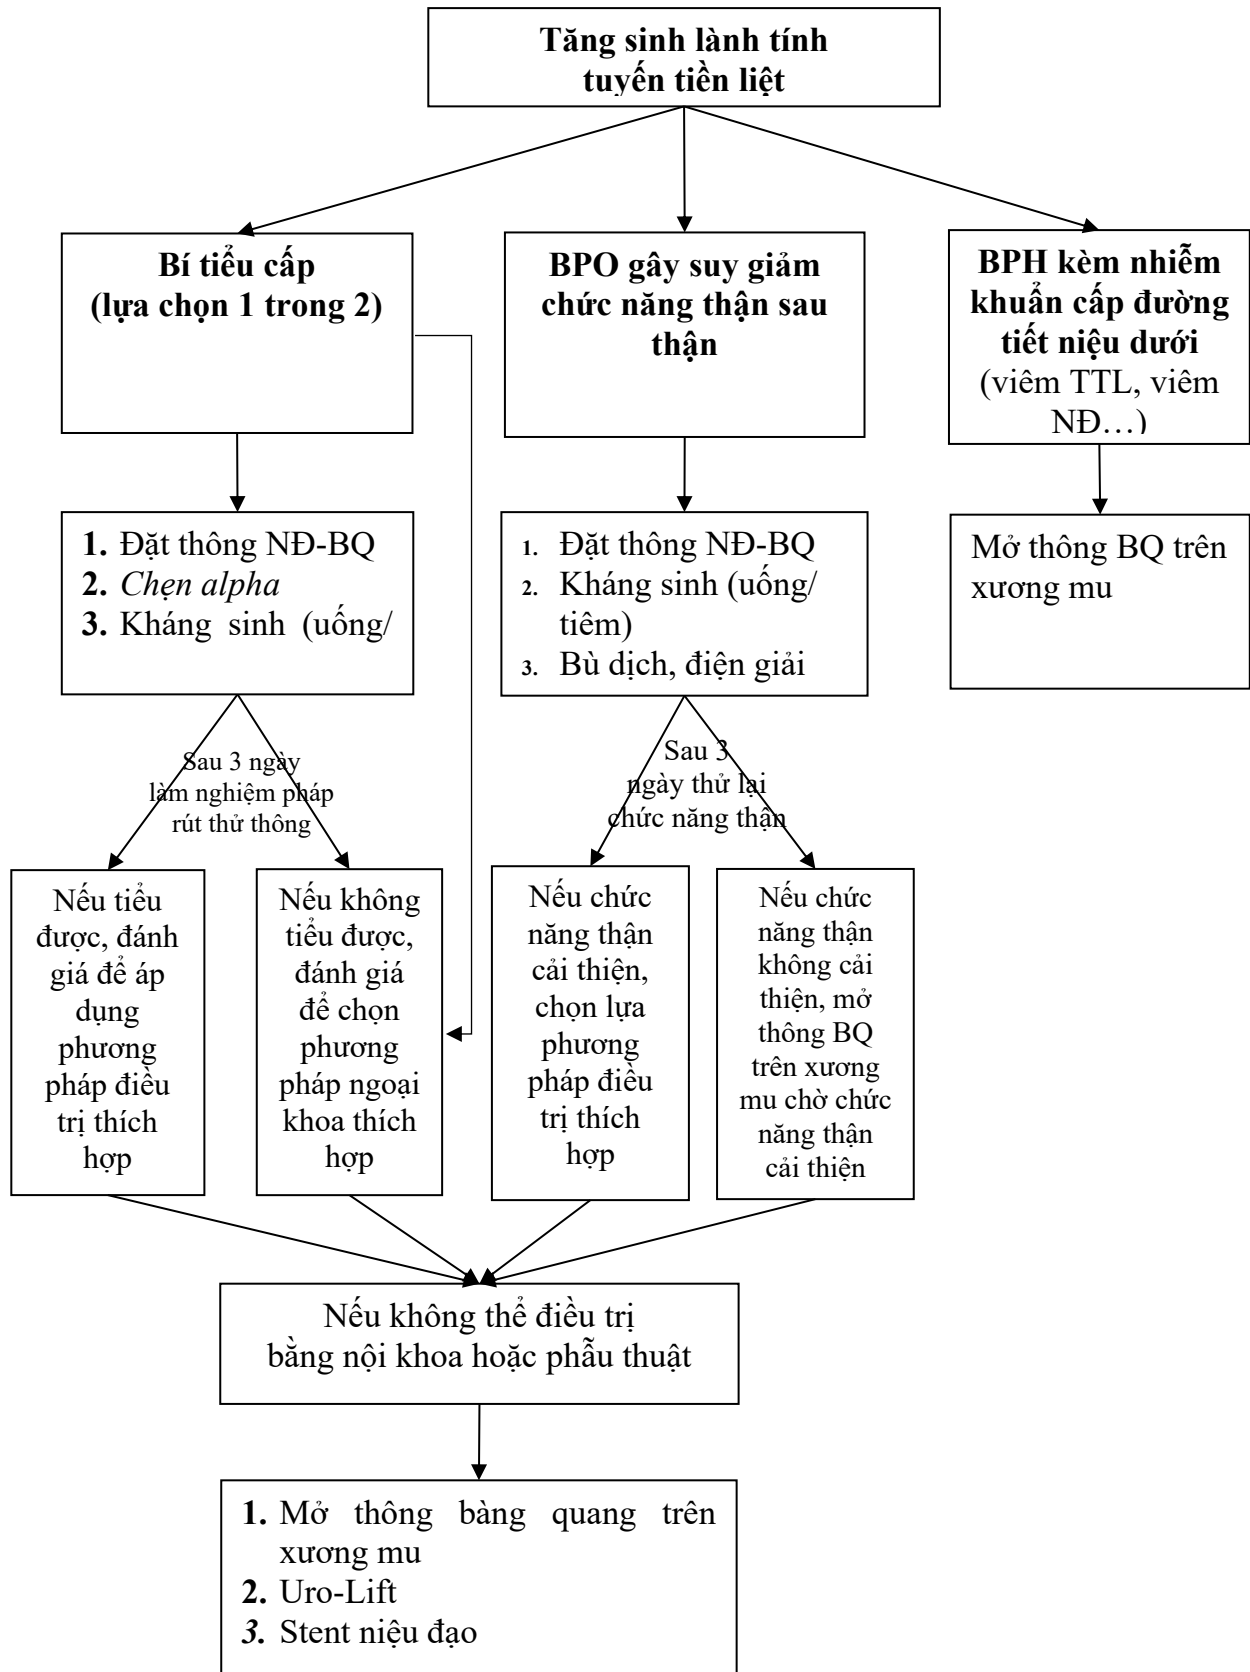 Tăng sinh lành tính
tuyến tiền liệt
Bí tiểu cấp
(lựa chọn 1 trong 2)
BPO gây suy giảm
chức năng thận sau
thận
BPH kèm nhiễm
khuẩn cấp đường
tiết niệu dưới
(viêm TTL, viêm
NĐ…)
1. Đặt thông NĐ-BQ
2. Chẹn alpha
3. Kháng sinh (uống/
1. Đặt thông NĐ-BQ
2. Kháng sinh (uống/
tiêm)
3. Bù dịch, điện giải
Mở thông BQ trên
xương mu
Sau 3 ngày
làm nghiệm pháp
rút thử thông
Sau 3
ngày thử lại
chức năng thận
Nếu tiểu
được, đánh
giá để áp
dụng
phương
pháp điều
trị thích
hợp
Nếu không
tiểu được,
đánh giá
để chọn
phương
pháp ngoại
khoa thích
hợp
Nếu chức
năng thận
cải thiện,
chọn lựa
phương
pháp điều
trị thích
hợp
Nếu chức
năng thận
không cải
thiện, mở
thông BQ
trên xương
mu chờ chức
năng thận
cải thiện
Nếu không thể điều trị
bằng nội khoa hoặc phẫu thuật
1. Mở thông bàng quang trên
xương mu
2. Uro-Lift
3. Stent niệu đạo